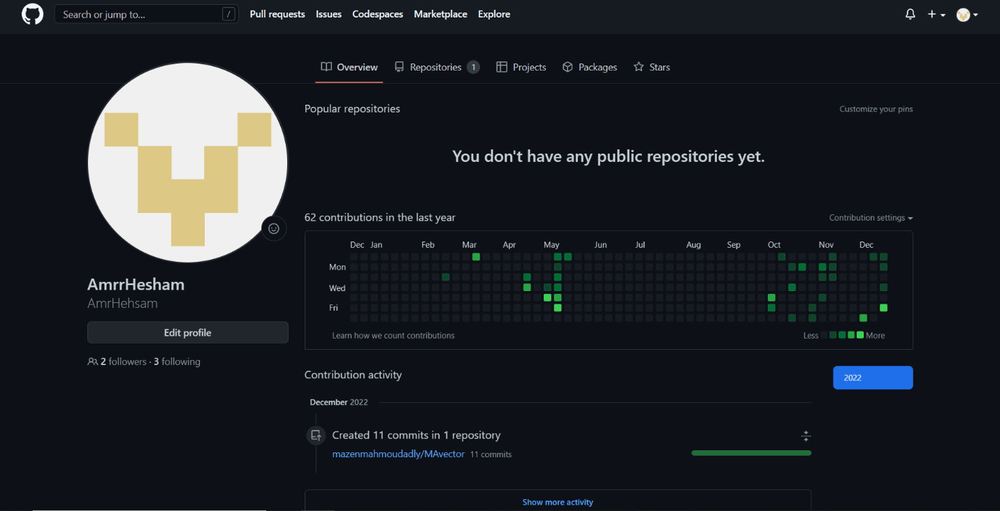 Search or jump to... / Pull requests Issues Codespaces Marketplace Explore
Overview Repositories 1 Projects Packages Stars
Popular repositories Customize your pins
You don't have any public repositories yet.
AmrrHesham
AmrHehsam
Edit profile
2 followers · 3 following
62 contributions in the last year Contribution settings
Dec Jan Feb Mar Apr May Jun Jul Aug Sep Oct Nov Dec
Mon
Wed
Fri
Learn how we count contributions Less More
Contribution activity 2022
December 2022
Created 11 commits in 1 repository
mazenmahmoudadly/MAvector 11 commits
Show more activity